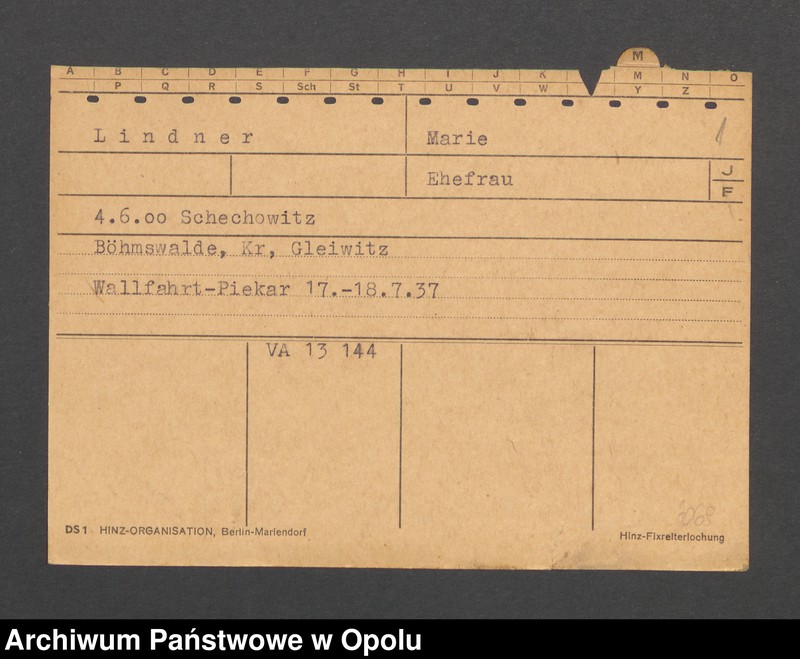 M
A B C D E F G H I J K M N O
P Q R S Sch St T U V W Y Z
Lindner Marie 1
Ehefrau J
F
4.6.oo Schechowitz
Böhmswalde, Kr, Gleiwitz
Wallfahrt-Piekar 17.-18.7.37
VA 13 144
DS1 HINZ-ORGANISATION, Berlin-Mariendorf
Hinz-Fixreiterlochung
Archiwum Państwowe w Opolu